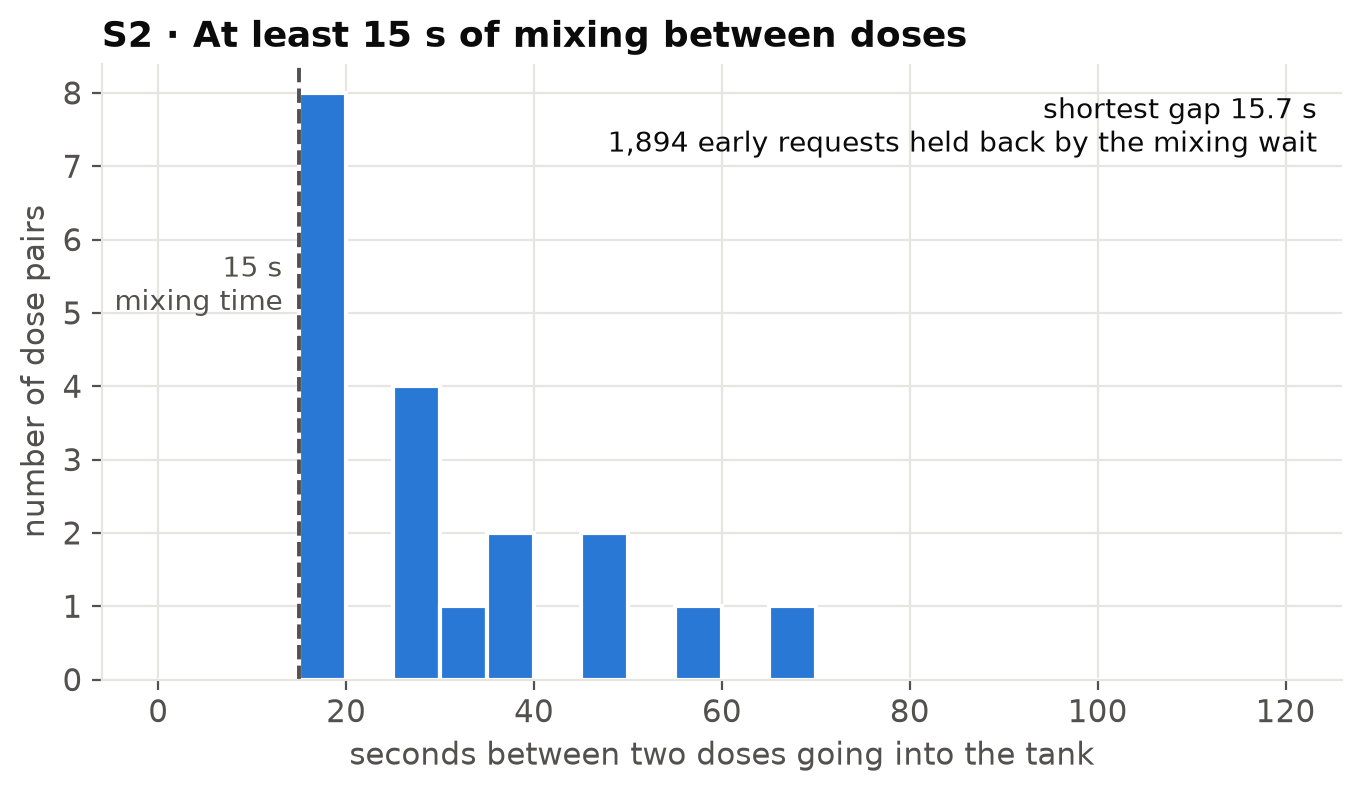 S2 · At least 15 s of mixing between doses
shortest gap 15.7 s
1,894 early requests held back by the mixing wait
15 s
mixing time
number of dose pairs
8
7
6
5
4
3
2
1
0
0 20 40 60 80 100 120
seconds between two doses going into the tank